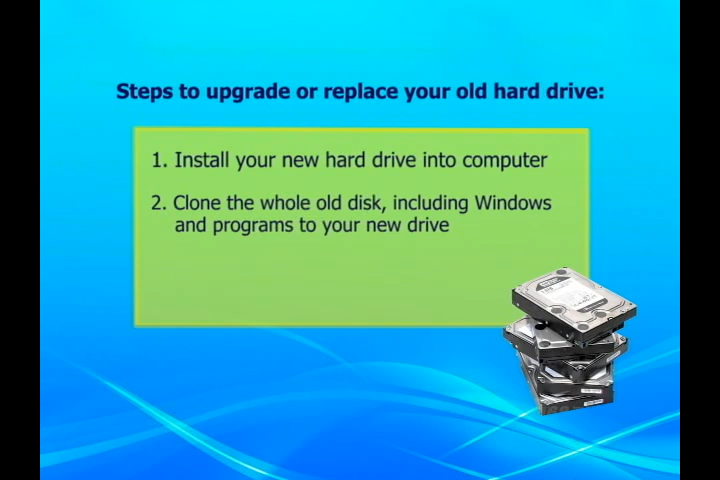 Steps to upgrade or replace your old hard drive:
1. Install your new hard drive into computer
2. Clone the whole old disk, including Windows
and programs to your new drive